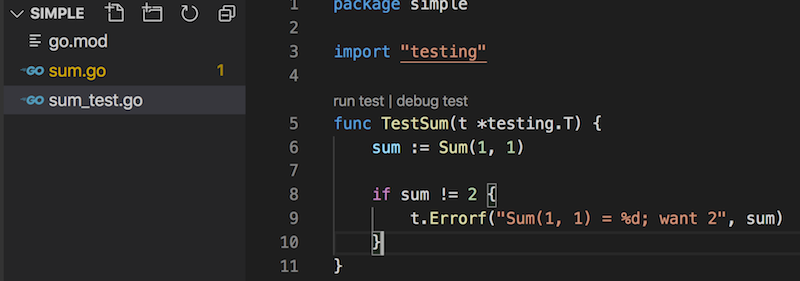 SIMPLE
go.mod
GO sum.go 1
GO sum_test.go
1 package simple
2
3 import "testing"
4
run test | debug test
5 func TestSum(t *testing.T) {
6 sum := Sum(1, 1)
7
8 if sum != 2 {
9 t.Errorf("Sum(1, 1) = %d; want 2", sum)
10 }
11 }